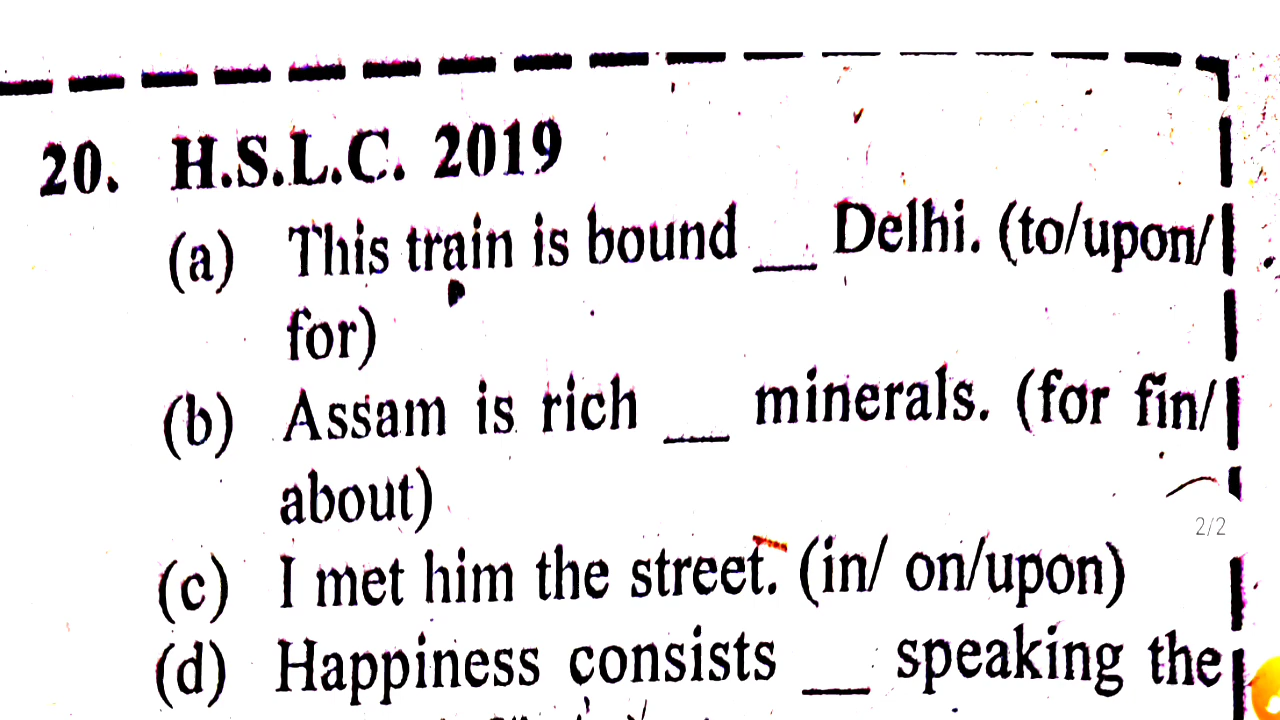 20. H.S.L.C. 2019
(a) This train is bound __ Delhi. (to/upon/
for)
(b) Assam is rich __ minerals. (for fin/
about)
2/2
(c) I met him the street. (in/ on/upon)
(d) Happiness consists __ speaking the